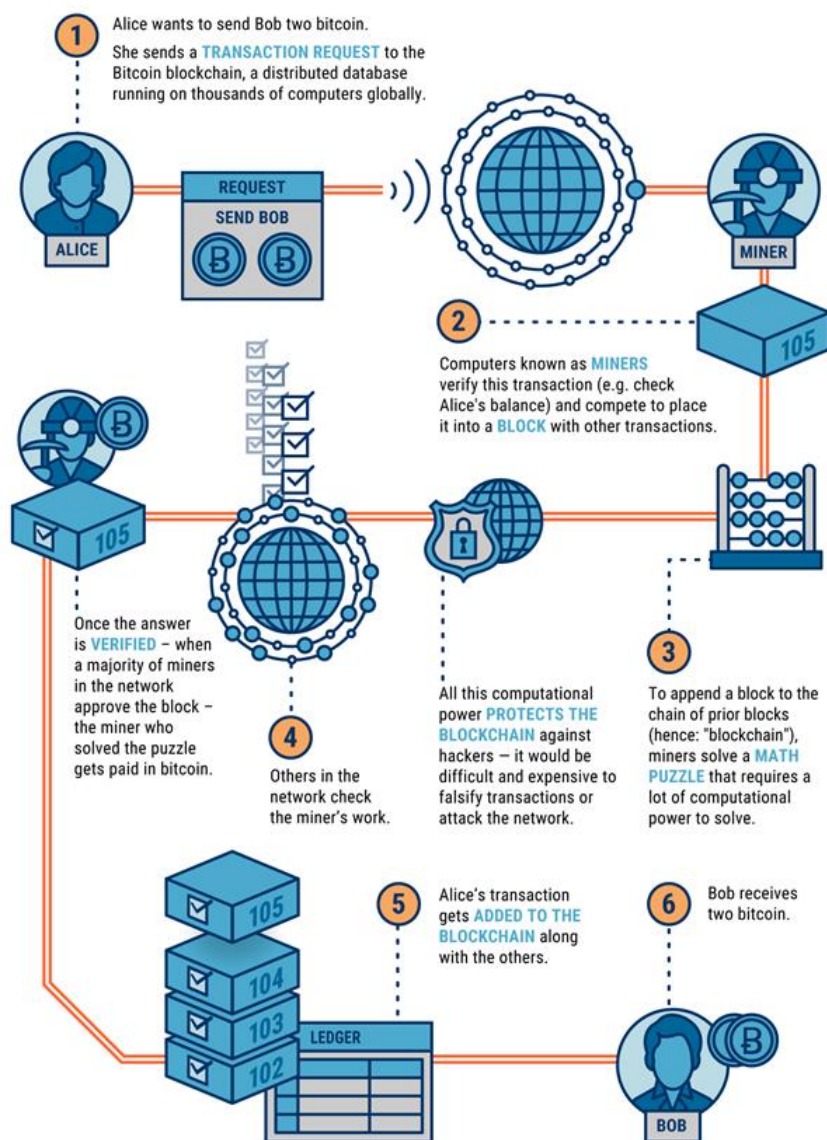 1
Alice wants to send Bob two bitcoin.
She sends a TRANSACTION REQUEST to the
Bitcoin blockchain, a distributed database
running on thousands of computers globally.
ALICE
REQUEST
SEND BOB
B B
MINER
105
2
Computers known as MINERS
verify this transaction (e.g. check
Alice's balance) and compete to place
it into a BLOCK with other transactions.
3
To append a block to the
chain of prior blocks
(hence: "blockchain"),
miners solve a MATH
PUZZLE that requires a
lot of computational
power to solve.
All this computational
power PROTECTS THE
BLOCKCHAIN against
hackers — it would be
difficult and expensive to
falsify transactions or
attack the network.
4
Others in the
network check
the miner's work.
B
105
Once the answer
is VERIFIED – when
a majority of miners
in the network
approve the block –
the miner who
solved the puzzle
gets paid in bitcoin.
105
104
103
102
LEDGER
5
Alice's transaction
gets ADDED TO THE
BLOCKCHAIN along
with the others.
6
Bob receives
two bitcoin.
B
BOB